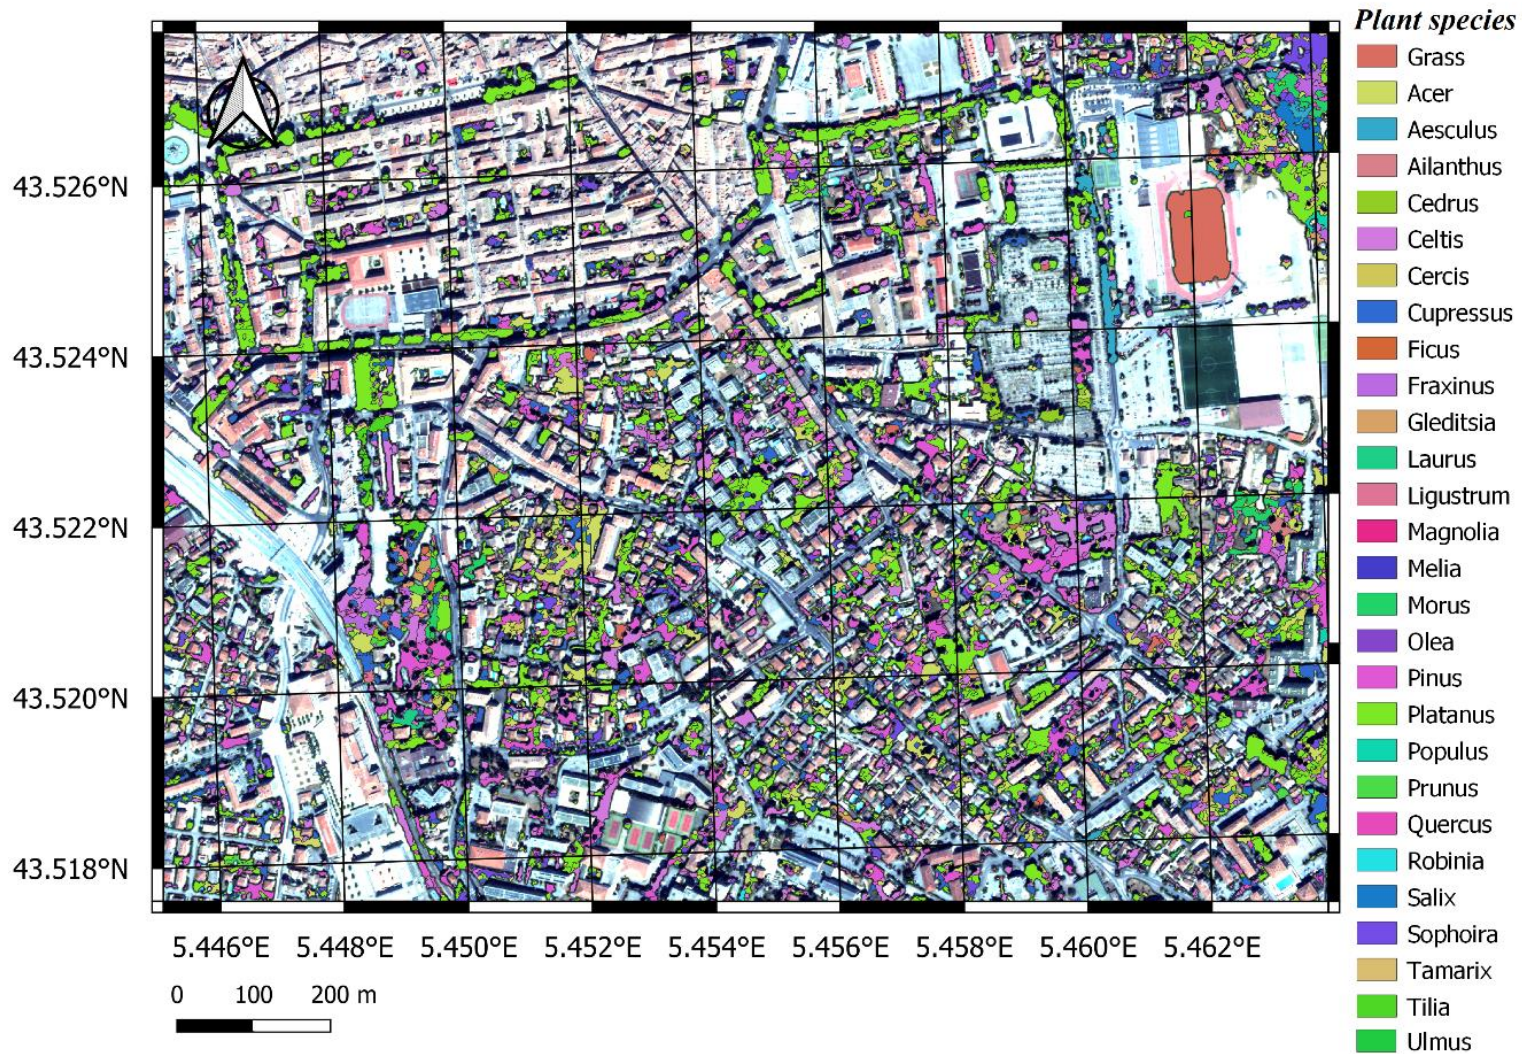 Plant species
Grass
Acer
Aesculus
Ailanthus
Cedrus
Celtis
Cercis
Cupressus
Ficus
Fraxinus
Gleditsia
Laurus
Ligustrum
Magnolia
Melia
Morus
Olea
Pinus
Platanus
Populus
Prunus
Quercus
Robinia
Salix
Sophoira
Tamarix
Tilia
Ulmus
43.526°N
43.524°N
43.522°N
43.520°N
43.518°N
5.446°E 5.448°E 5.450°E 5.452°E 5.454°E 5.456°E 5.458°E 5.460°E 5.462°E
0 100 200 m